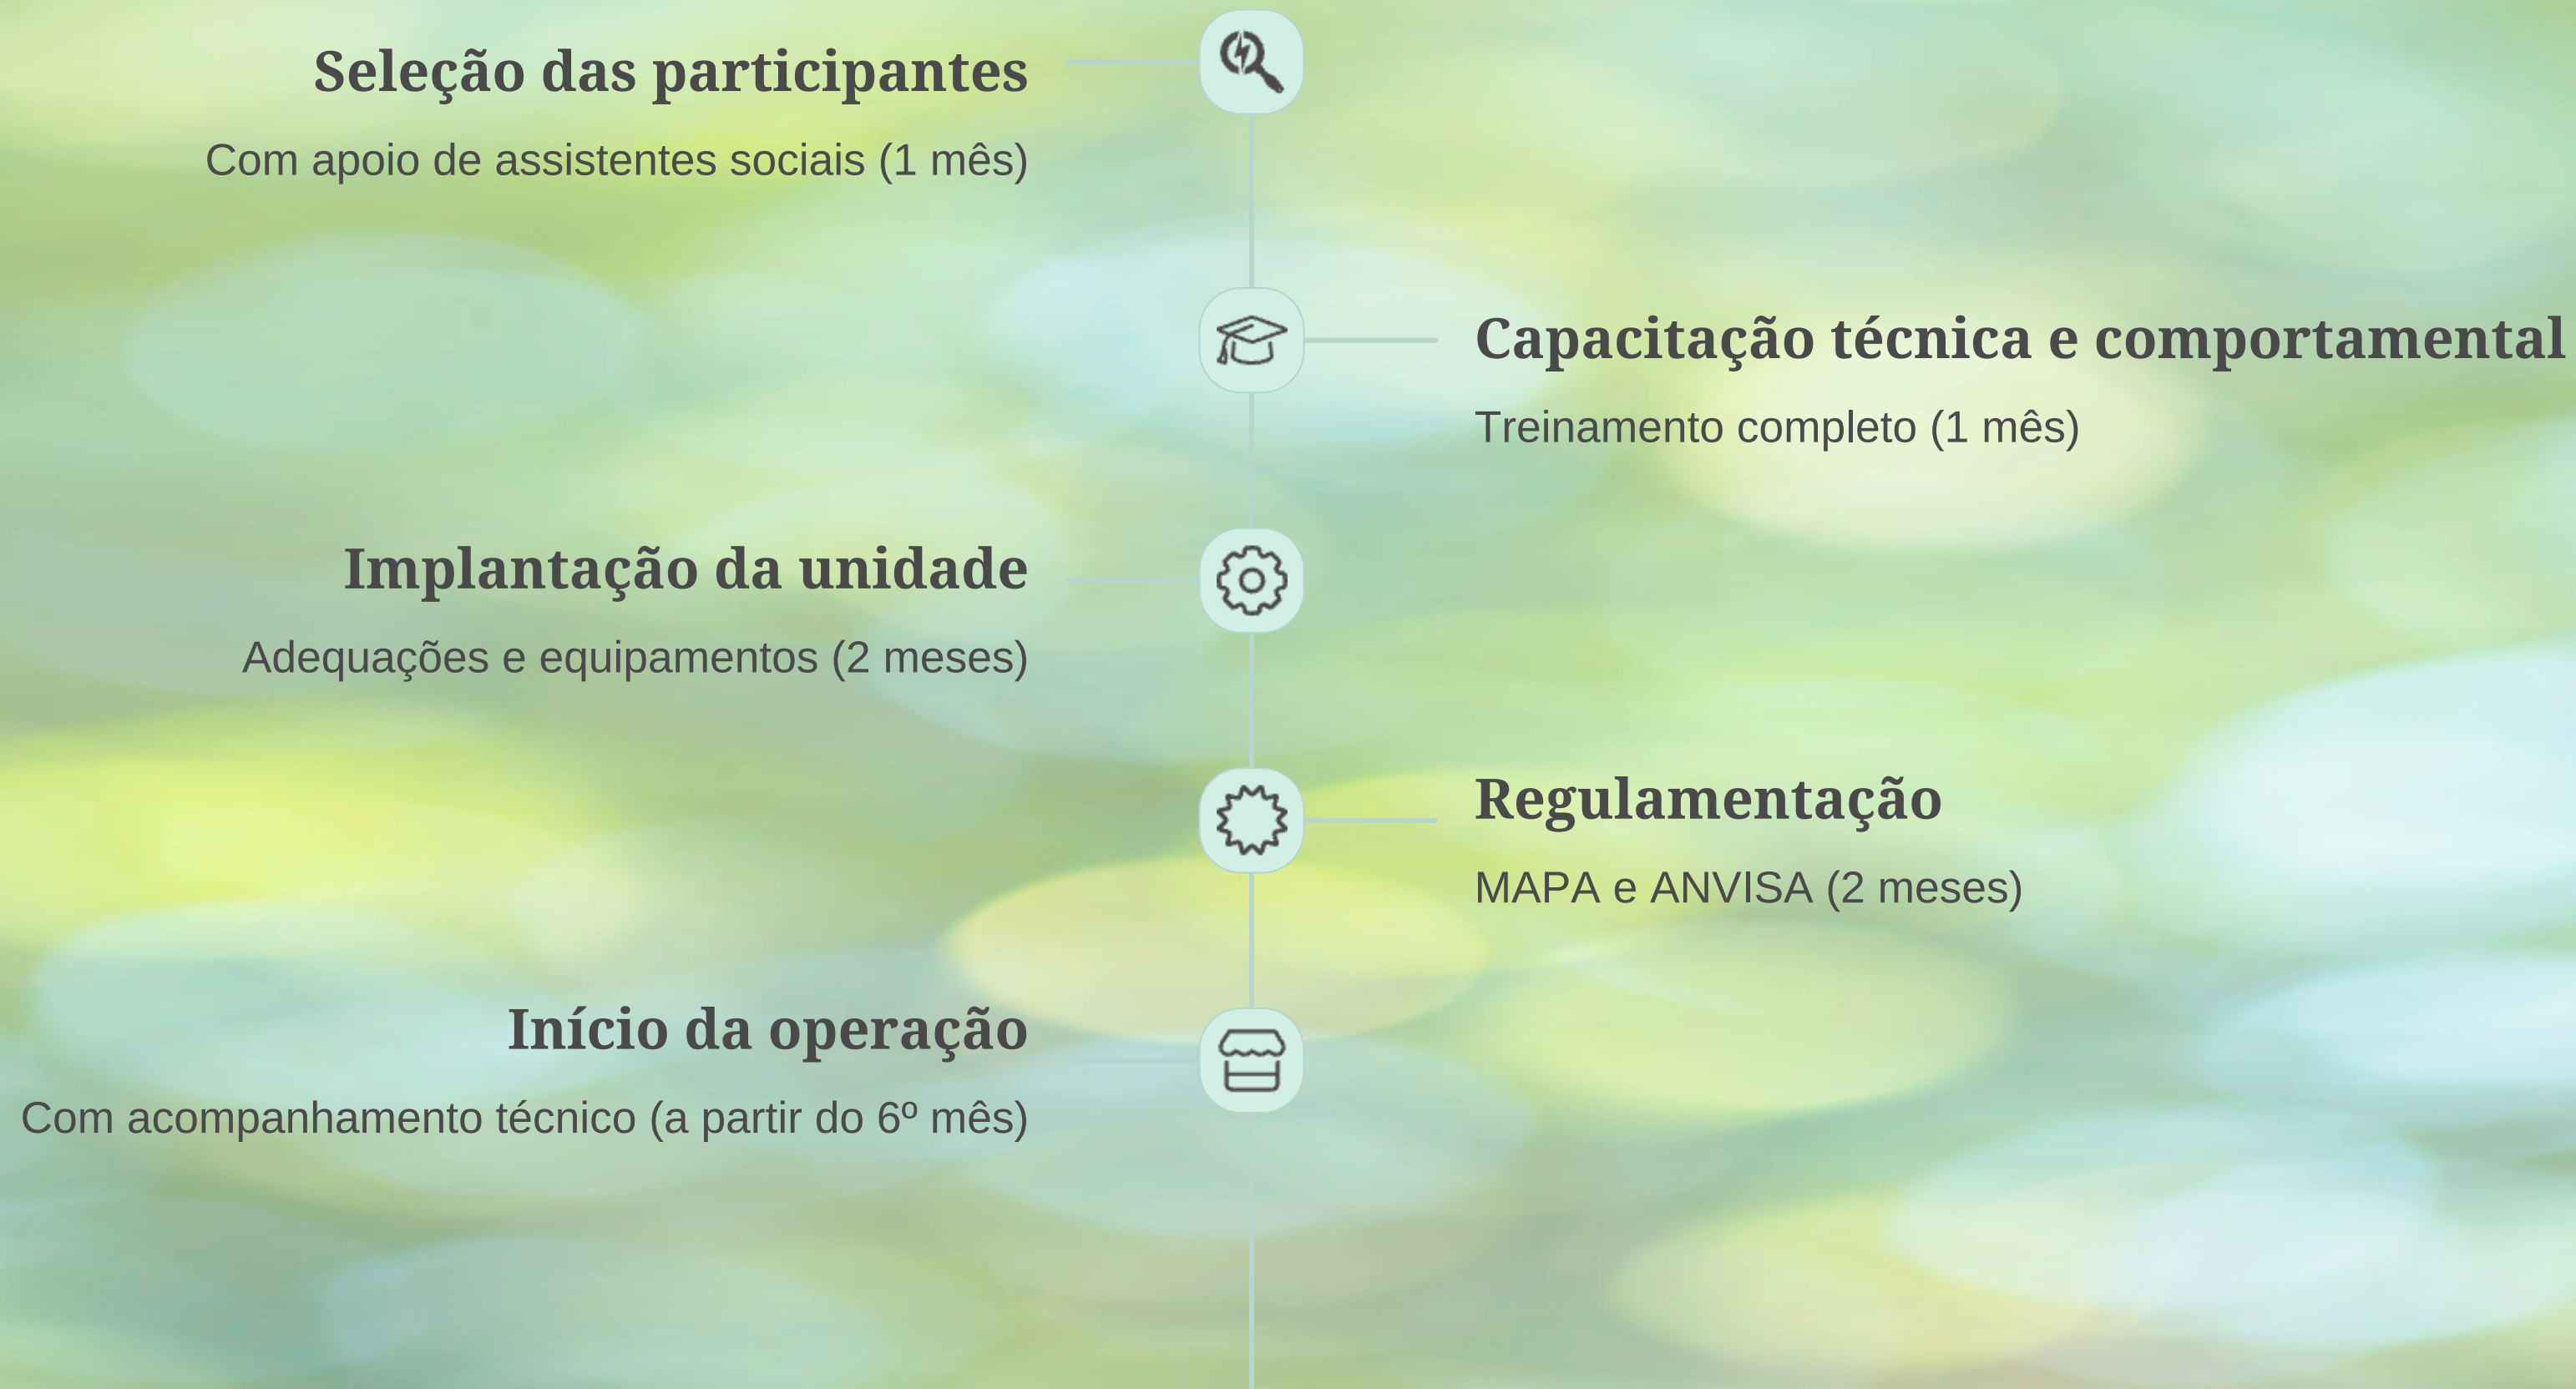 Seleção das participantes
Com apoio de assistentes sociais (1 mês)
Capacitação técnica e comportamental
Treinamento completo (1 mês)
Implantação da unidade
Adequações e equipamentos (2 meses)
Regulamentação
MAPA e ANVISA (2 meses)
Início da operação
Com acompanhamento técnico (a partir do 6º mês)